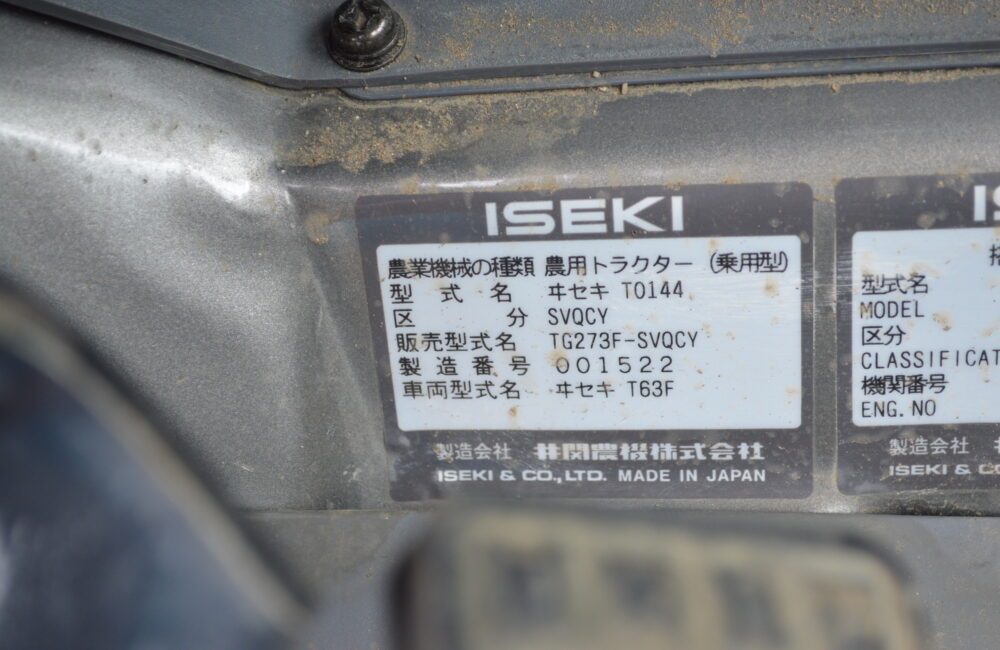 ISEKI
農業機械の種類 農用トラクター (乗用型)
型式名 ヰセキ T0144
区分 SVQCY
販売型式名 TG273F-SVQCY
製造番号 001522
車両型式名 ヰセキ T63F
製造会社 井関農機株式会社
ISEKI & CO., LTD. MADE IN JAPAN
型式名
MODEL
区分
機関番号
ENG. NO
製造会社
ISEKI &